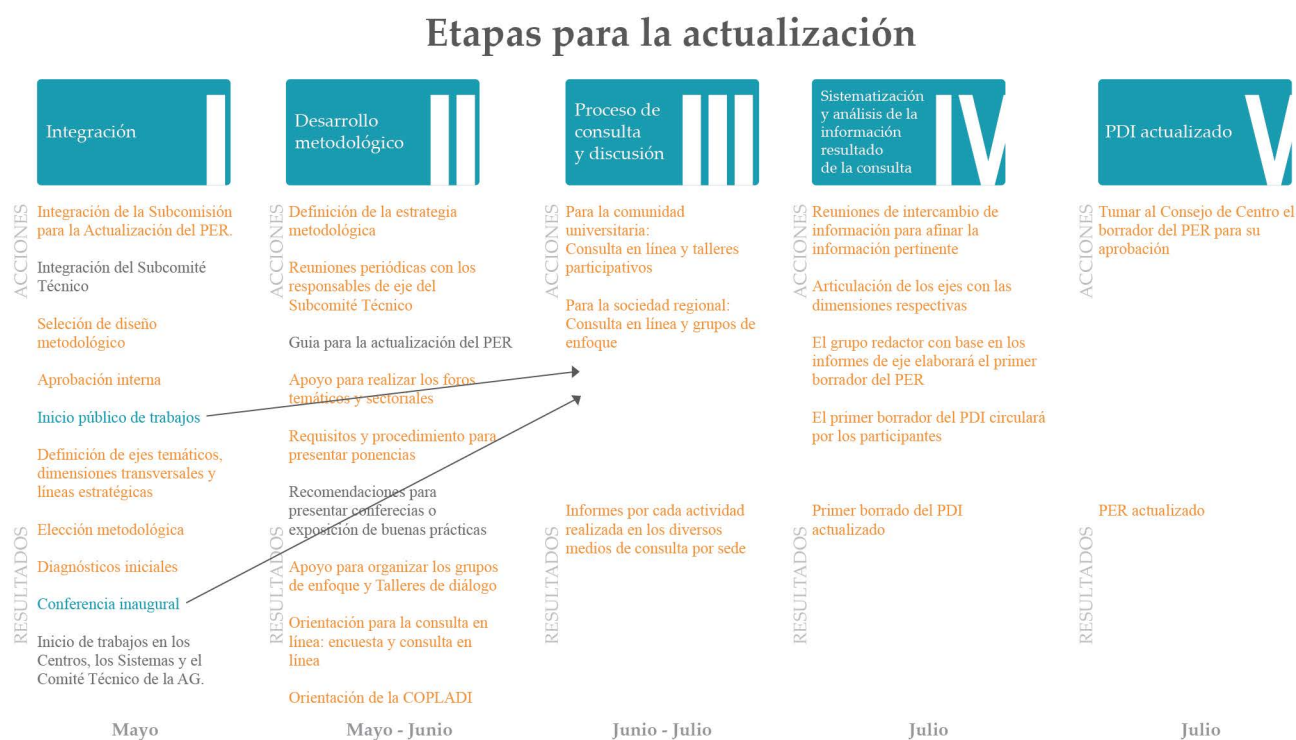 Etapas para la actualización
Integración
I
ACCIONES
Integración de la Subcomisión
para la Actualización del PER.
Integración del Subcomité
Técnico
Seleción de diseño
metodológico
Aprobación interna
Inicio público de trabajos
Definición de ejes temáticos,
dimensiones transversales y
líneas estratégicas
RESULTADOS
Elección metodológica
Diagnósticos iniciales
Conferencia inaugural
Inicio de trabajos en los
Centros, los Sistemas y el
Comité Técnico de la AG.
Mayo
Desarrollo
metodológico
II
ACCIONES
Definición de la estrategia
metodológica
Reuniones periódicas con los
responsables de eje del
Subcomité Técnico
Guia para la actualización del PER
Apoyo para realizar los foros
temáticos y sectoriales
Requisitos y procedimiento para
presentar ponencias
Recomendaciones para
presentar conferecias o
exposición de buenas prácticas
RESULTADOS
Apoyo para organizar los grupos
de enfoque y Talleres de diálogo
Orientación para la consulta en
línea: encuesta y consulta en
línea
Orientación de la COPLADI
Mayo - Junio
Proceso de
consulta
y discusión
III
Para la comunidad
universitaria:
Consulta en línea y talleres
participativos
ACCIONES
Para la sociedad regional:
Consulta en línea y grupos de
enfoque
RESULTADOS
Informes por cada actividad
realizada en los diversos
medios de consulta por sede
Junio - Julio
Sistematización
y análisis de la
información
resultado
de la consulta
IV
ACCIONES
Reuniones de intercambio de
información para afinar la
información pertinente
Articulación de los ejes con las
dimensiones respectivas
El grupo redactor con base en los
informes de eje elaborará el primer
borrador del PER
El primer borrador del PDI circulará
por los participantes
RESULTADOS
Primer borrado del PDI
actualizado
Julio
PDI actualizado
V
ACCIONES
Tumar al Consejo de Centro el
borrador del PER para su
aprobación
RESULTADOS
PER actualizado
Julio